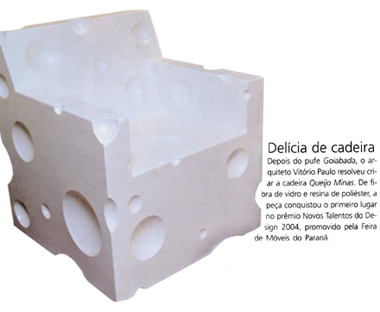 Delícia de cadeira
Depois do pufe Goiabada, o ar-
quiteto Vitório Paulo resolveu cri-
ar a cadeira Queijo Minas. De fi-
bra de vidro e resina de poliéster, a
peça conquistou o primeiro lugar
no prêmio Novos Talentos do De-
sign 2004, promovido pela Feira
de Móveis do Paraná.